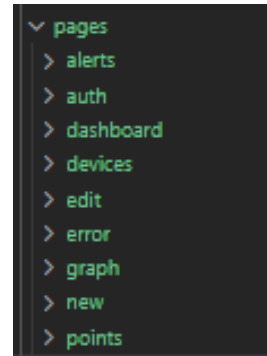 pages
alerts
auth
dashboard
devices
edit
error
graph
new
points